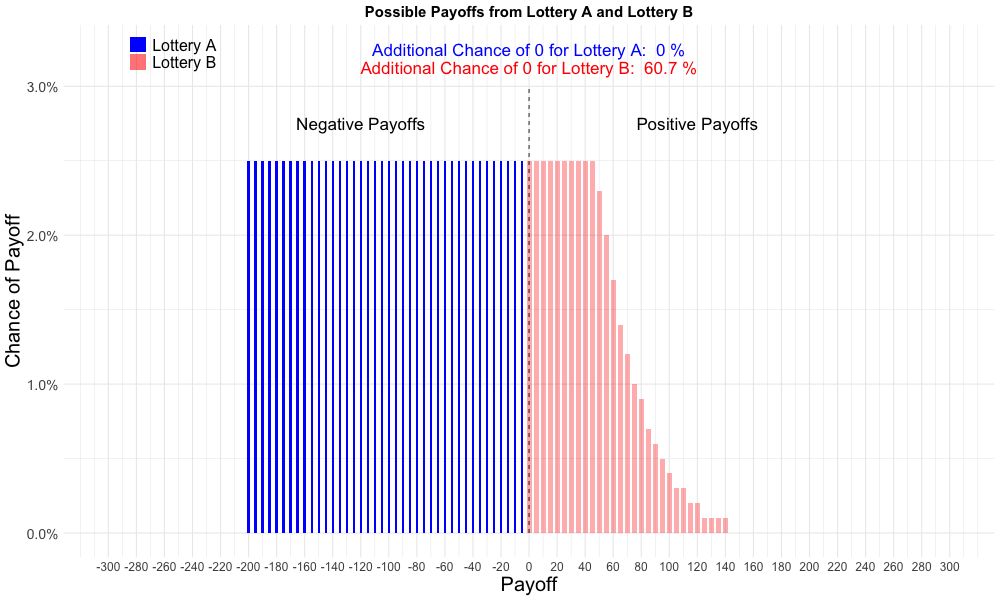 Possible Payoffs from Lottery A and Lottery B
Lottery A
Lottery B
Additional Chance of 0 for Lottery A:  0 %
Additional Chance of 0 for Lottery B:  60.7 %
Negative Payoffs
Positive Payoffs
Chance of Payoff
3.0%
2.0%
1.0%
0.0%
-300 -280 -260 -240 -220 -200 -180 -160 -140 -120 -100 -80 -60 -40 -20 0 20 40 60 80 100 120 140 160 180 200 220 240 260 280 300
Payoff